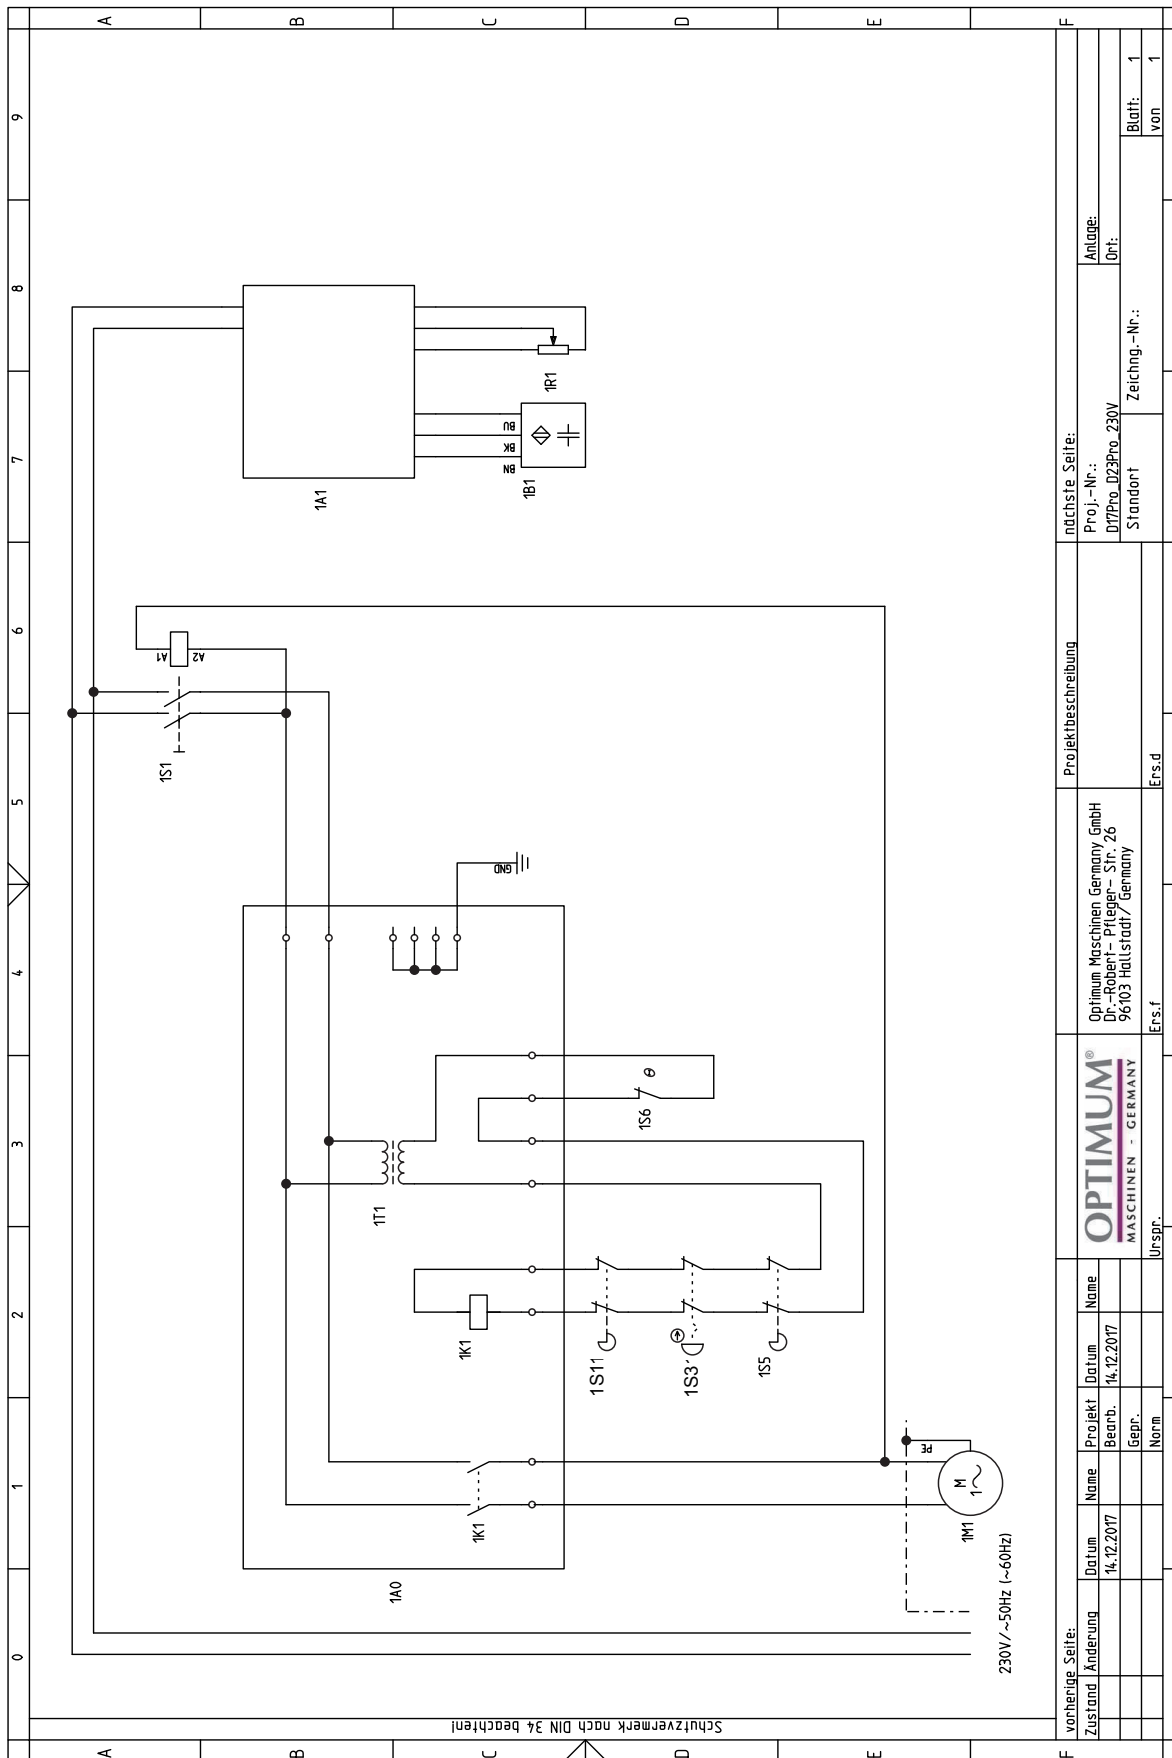 0 1 2 3 4 5 6 7 8 9
A
B
C
D
E
F
A
B
C
D
E
F
Schutzvermerk nach DIN 34 beachten!
1S1
A1
A2
1A1
BN
BK
BU
1B1
1R1
1A0
GND
1T1
1K1
1K1
1S6
θ
1S11
1S3
1S5
PE
M
1~
1M1
230V/~50Hz (~60Hz)
vorherige Seite:
Zustand Änderung Datum Name Projekt Datum Name
14.12.2017 Bearb. 14.12.2017
Gepr.
Norm
Urspr. Ers.f Ers.d
OPTIMUM®
MASCHINEN - GERMANY
Optimum Maschinen Germany GmbH
Dr.-Robert- Pfleger- Str. 26
96103 Hallstadt/ Germany
Projektbeschreibung
nächste Seite:
Proj.-Nr.:
D17Pro_D23Pro_230V
Standort
Zeichng.-Nr.:
Anlage:
Ort:
Blatt: 1
von 1